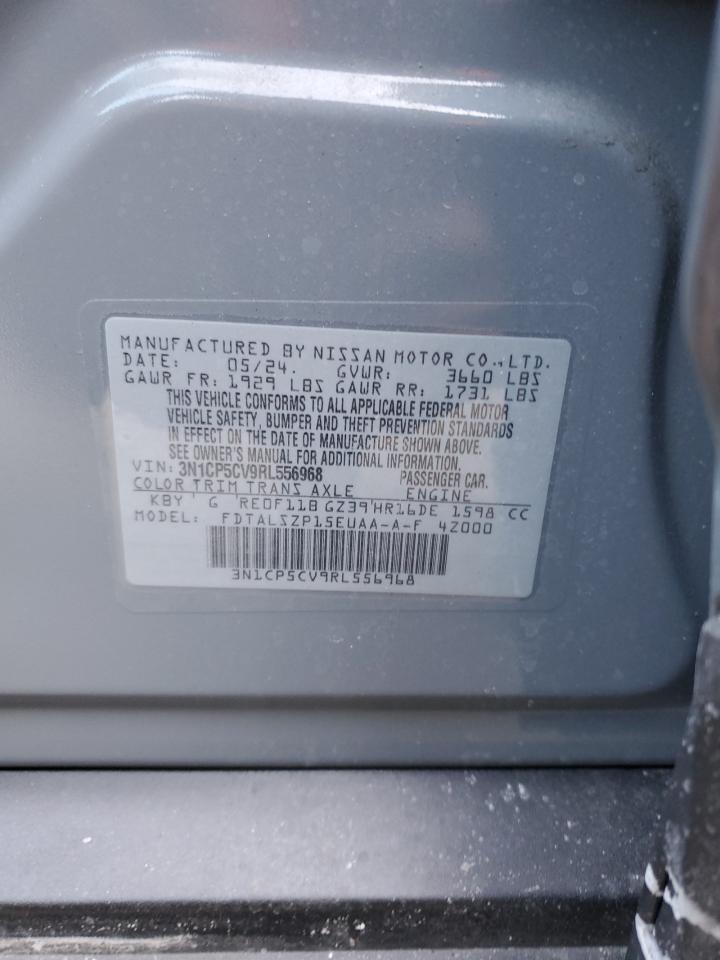 MANUFACTURED BY NISSAN MOTOR CO.,LTD.
DATE: 05/24. GVWR: 3660 LBS
GAWR FR: 1929 LBS GAWR RR: 1731 LBS
THIS VEHICLE CONFORMS TO ALL APPLICABLE FEDERAL MOTOR
VEHICLE SAFETY, BUMPER AND THEFT PREVENTION STANDARDS
IN EFFECT ON THE DATE OF MANUFACTURE SHOWN ABOVE.
SEE OWNER'S MANUAL FOR ADDITIONAL INFORMATION.
VIN: 3N1CP5CV9RL556968 PASSENGER CAR.
COLOR TRIM TRANS AXLE ENGINE
KBY G RE0F11B GZ39 HR16DE 1598 CC
MODEL: FDTALSZP15EUAA-A-F 4Z000
3N1CP5CV9RL556968